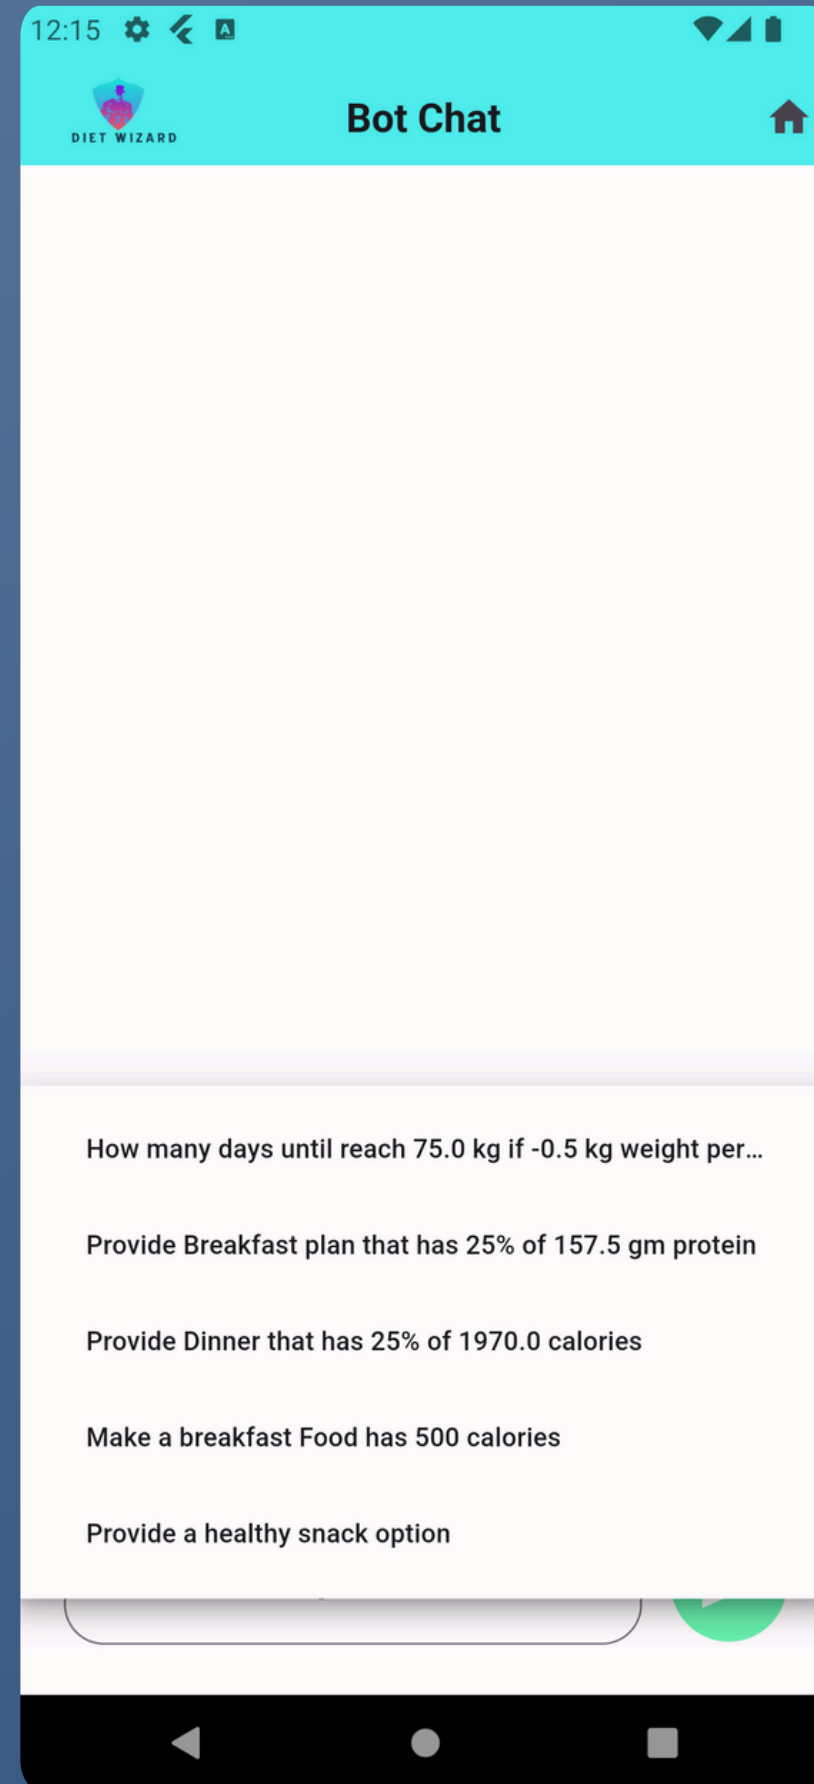 12:15
A
DIET WIZARD
Bot Chat
How many days until reach 75.0 kg if -0.5 kg weight per...
Provide Breakfast plan that has 25% of 157.5 gm protein
Provide Dinner that has 25% of 1970.0 calories
Make a breakfast Food has 500 calories
Provide a healthy snack option